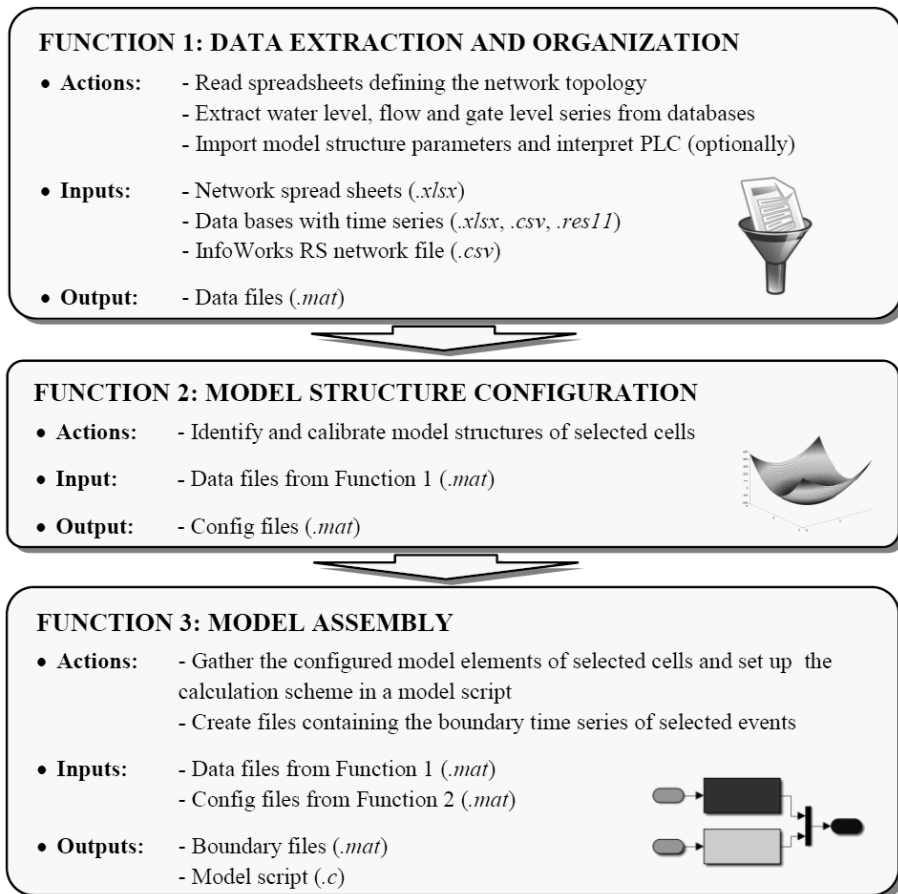 FUNCTION 1: DATA EXTRACTION AND ORGANIZATION
• Actions: - Read spreadsheets defining the network topology
- Extract water level, flow and gate level series from databases
- Import model structure parameters and interpret PLC (optionally)
• Inputs: - Network spread sheets (.xlsx)
- Data bases with time series (.xlsx, .csv, .res11)
- InfoWorks RS network file (.csv)
• Output: - Data files (.mat)
FUNCTION 2: MODEL STRUCTURE CONFIGURATION
• Actions: - Identify and calibrate model structures of selected cells
• Input: - Data files from Function 1 (.mat)
• Output: - Config files (.mat)
FUNCTION 3: MODEL ASSEMBLY
• Actions: - Gather the configured model elements of selected cells and set up the
calculation scheme in a model script
- Create files containing the boundary time series of selected events
• Inputs: - Data files from Function 1 (.mat)
- Config files from Function 2 (.mat)
• Outputs: - Boundary files (.mat)
- Model script (.c)